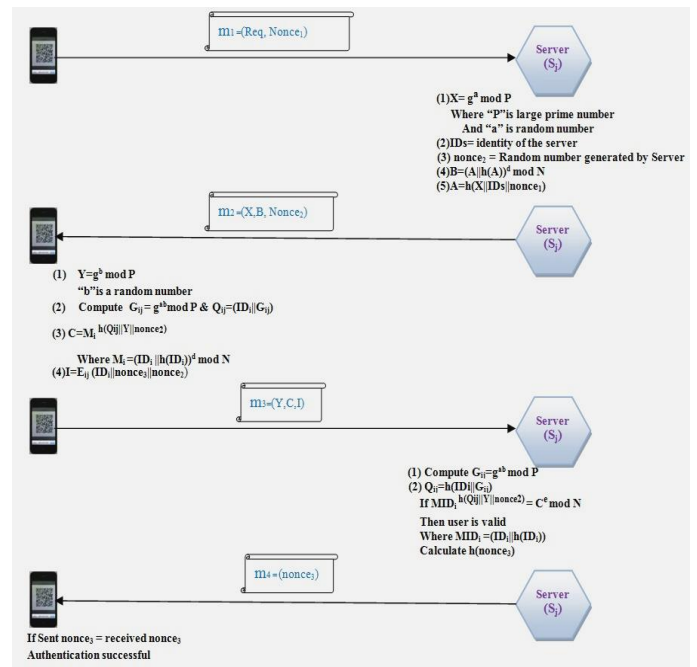 m1=(Req, Nonce1)
Server
(Sj)
(1)X= g^a mod P
Where “P”is large prime number
And “a” is random number
(2)IDs= identity of the server
(3) nonce2 = Random number generated by Server
(4)B=(A||h(A))^d mod N
(5)A=h(X||IDs||nonce1)
m2=(X,B, Nonce2)
Server
(Sj)
(1) Y=g^b mod P
“b”is a random number
(2) Compute Gij= g^ab mod P & Qij=(IDi||Gij)
(3) C=Mi^h(Qij||Y||nonce2)
Where Mi=(IDi ||h(IDi))^d mod N
(4)I=Eij (IDi||nonce3||nonce2)
m3=(Y,C,I)
Server
(Sj)
(1) Compute Gij=g^ab mod P
(2) Qij=h(IDi||Gij)
If MIDi^h(Qij||Y||nonce2) = C^e mod N
Then user is valid
Where MIDi =(IDi||h(IDi))
Calculate h(nonce3)
m4=(nonce3)
Server
(Sj)
If Sent nonce3 = received nonce3
Authentication successful